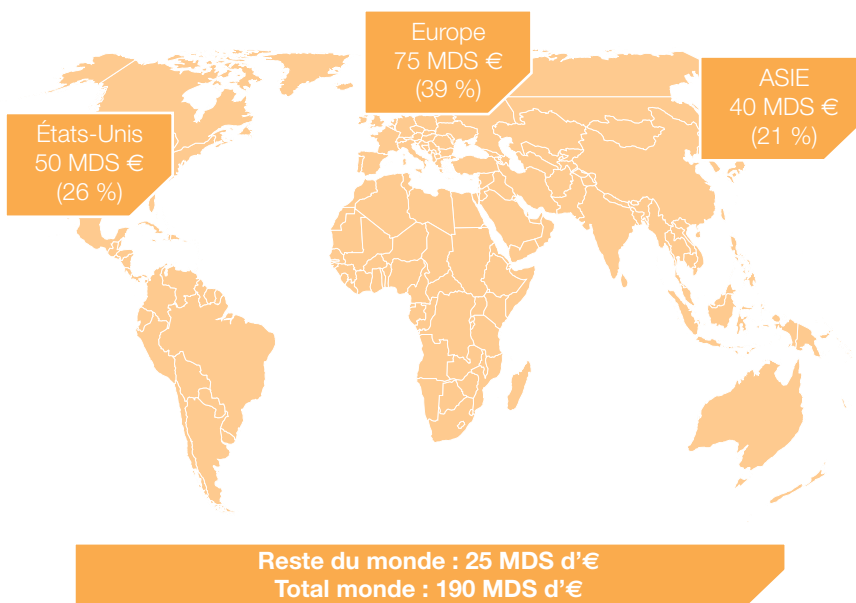 Europe
75 MDS €
(39 %)
ASIE
40 MDS €
(21 %)
États-Unis
50 MDS €
(26 %)
Reste du monde : 25 MDS d'€
Total monde : 190 MDS d'€